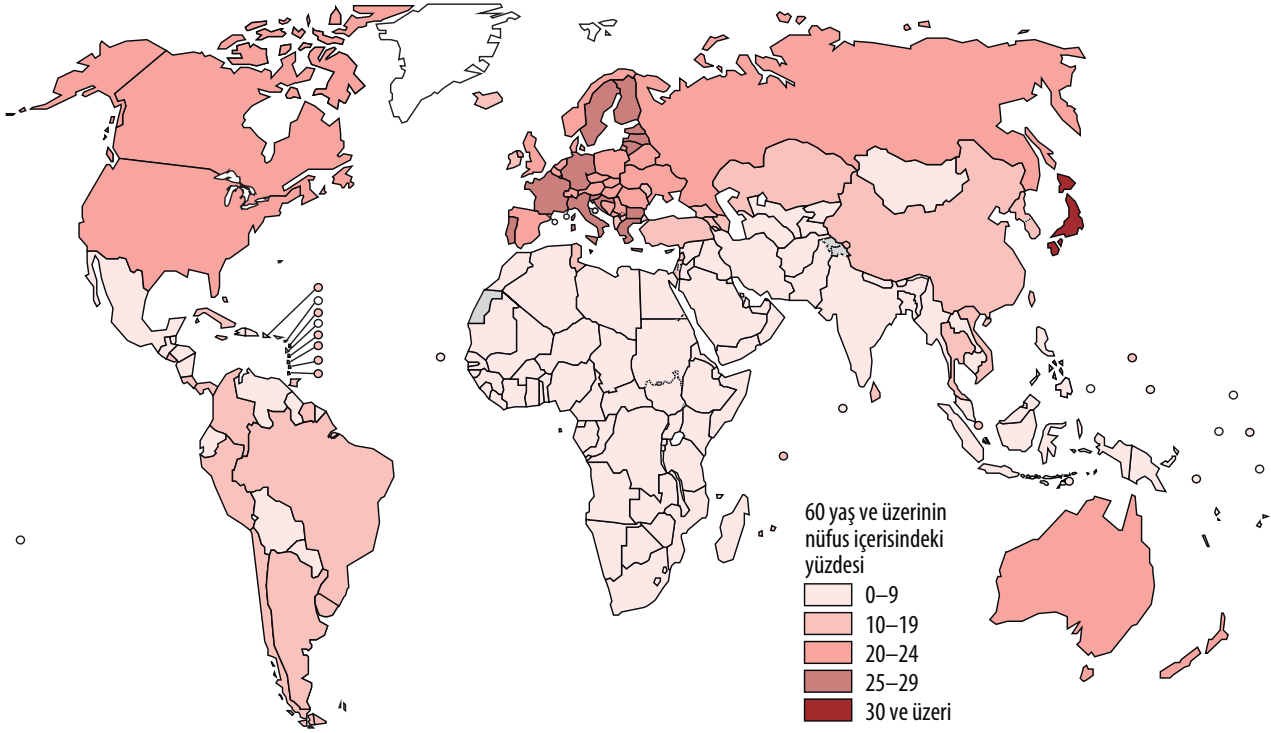 60 yaş ve üzerinin
nüfus içerisindeki
yüzdesi
0–9
10–19
20–24
25–29
30 ve üzeri